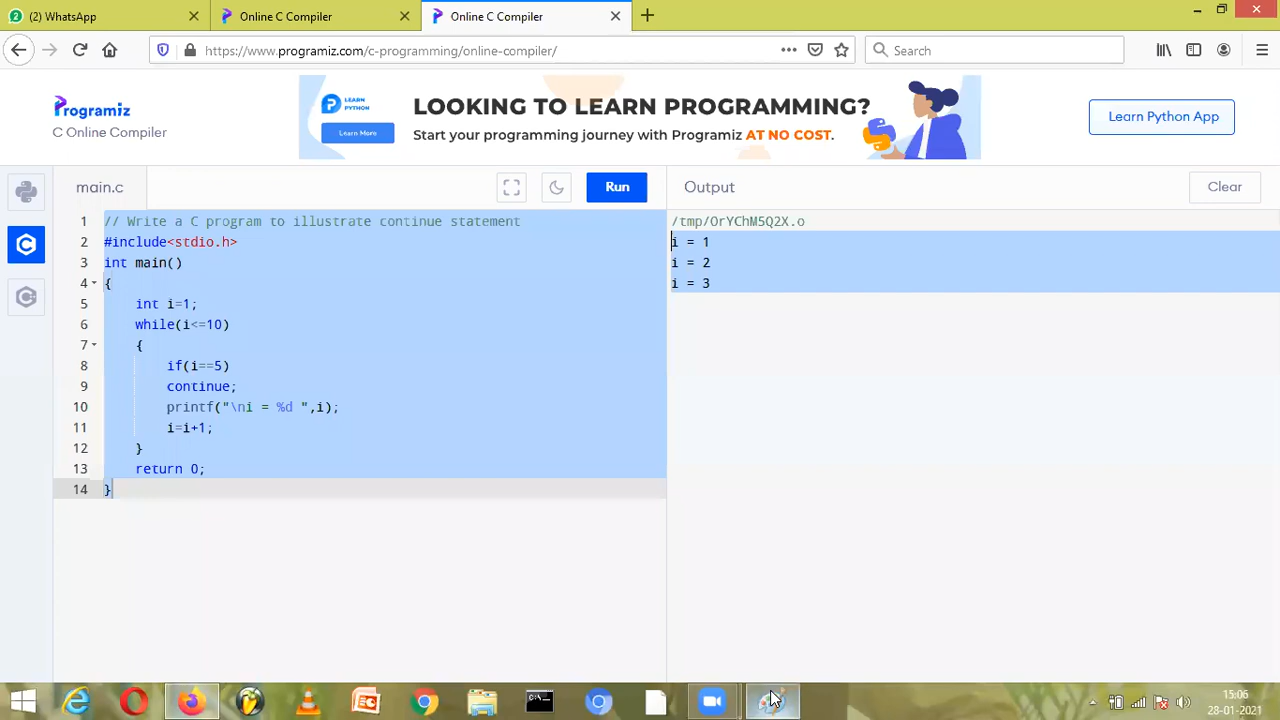 (2) WhatsApp
Online C Compiler
Online C Compiler
https://www.programiz.com/c-programming/online-compiler/
Search
Programiz
C Online Compiler
LEARN PYTHON
Learn More
LOOKING TO LEARN PROGRAMMING?
Start your programming journey with Programiz AT NO COST.
Learn Python App
main.c
Run
Output
Clear
1 // Write a C program to illustrate continue statement
2 #include<stdio.h>
3 int main()
4 {
5 int i=1;
6 while(i<=10)
7 {
8 if(i==5)
9 continue;
10 printf("\ni = %d ",i);
11 i=i+1;
12 }
13 return 0;
14 }
/tmp/OrYChM5Q2X.o
i = 1
i = 2
i = 3
15:06
28-01-2021